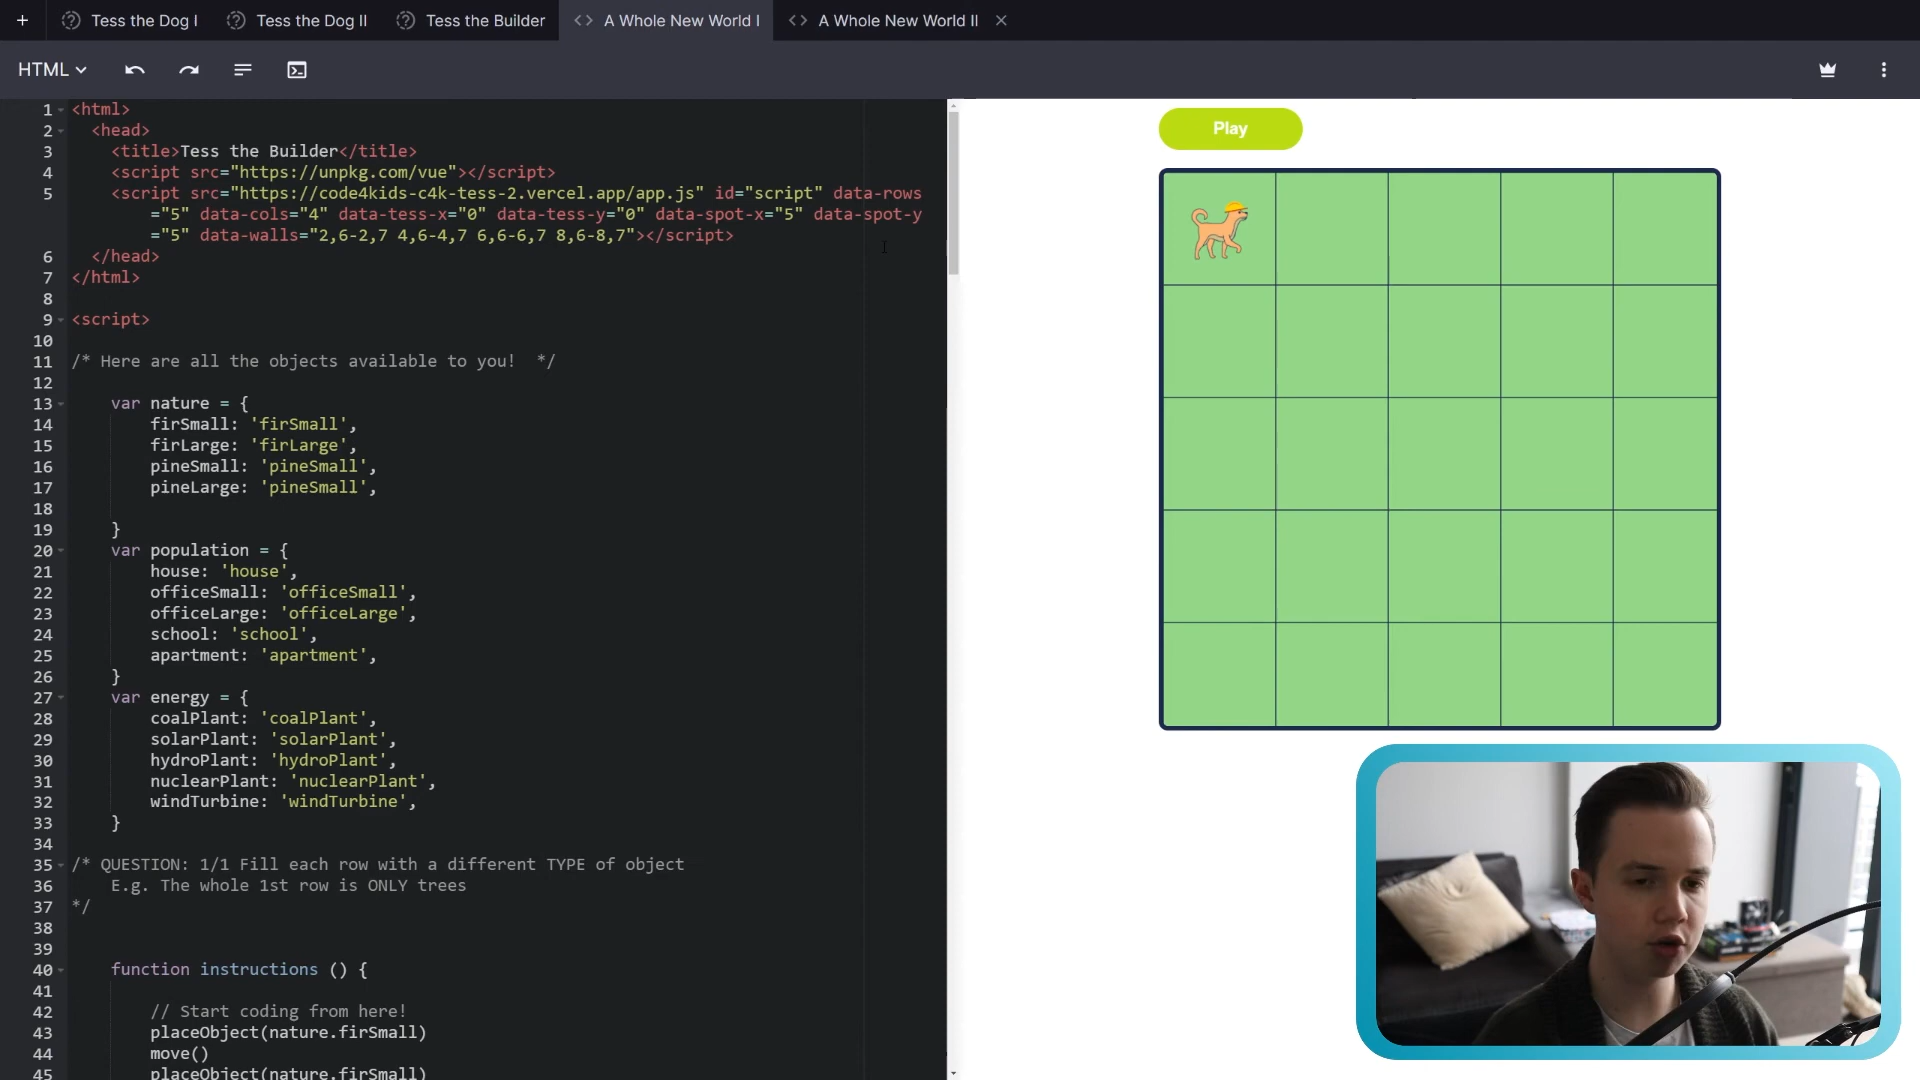 Tess the Dog I
Tess the Dog II
Tess the Builder
A Whole New World I
A Whole New World II
HTML
1 <html>
2 <head>
3 <title>Tess the Builder</title>
4 <script src="https://unpkg.com/vue"></script>
5 <script src="https://code4kids-c4k-tess-2.vercel.app/app.js" id="script" data-rows
="5" data-cols="4" data-tess-x="0" data-tess-y="0" data-spot-x="5" data-spot-y
="5" data-walls="2,6-2,7 4,6-4,7 6,6-6,7 8,6-8,7"></script>
6 </head>
7 </html>
8
9 <script>
10
11 /* Here are all the objects available to you! */
12
13 var nature = {
14 firSmall: 'firSmall',
15 firLarge: 'firLarge',
16 pineSmall: 'pineSmall',
17 pineLarge: 'pineSmall',
18
19 }
20 var population = {
21 house: 'house',
22 officeSmall: 'officeSmall',
23 officeLarge: 'officeLarge',
24 school: 'school',
25 apartment: 'apartment',
26 }
27 var energy = {
28 coalPlant: 'coalPlant',
29 solarPlant: 'solarPlant',
30 hydroPlant: 'hydroPlant',
31 nuclearPlant: 'nuclearPlant',
32 windTurbine: 'windTurbine',
33 }
34
35 /* QUESTION: 1/1 Fill each row with a different TYPE of object
36 E.g. The whole 1st row is ONLY trees
37 */
38
39
40 function instructions () {
41
42 // Start coding from here!
43 placeObject(nature.firSmall)
44 move()
45 placeObject(nature.firSmall)
Play